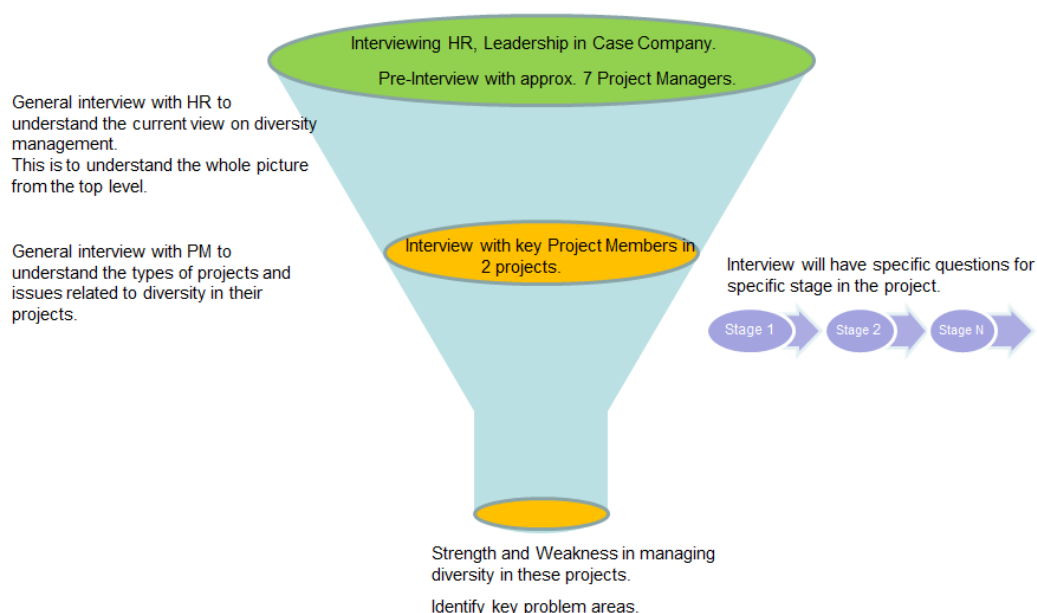 Interviewing HR, Leadership in Case Company.
Pre-Interview with approx. 7 Project Managers.
General interview with HR to
understand the current view on diversity
management.
This is to understand the whole picture
from the top level.
General interview with PM to
understand the types of projects and
issues related to diversity in their
projects.
Interview with key Project Members in
2 projects.
Interview will have specific questions for
specific stage in the project.
Stage 1
Stage 2
Stage N
Strength and Weakness in managing
diversity in these projects.
Identify key problem areas.